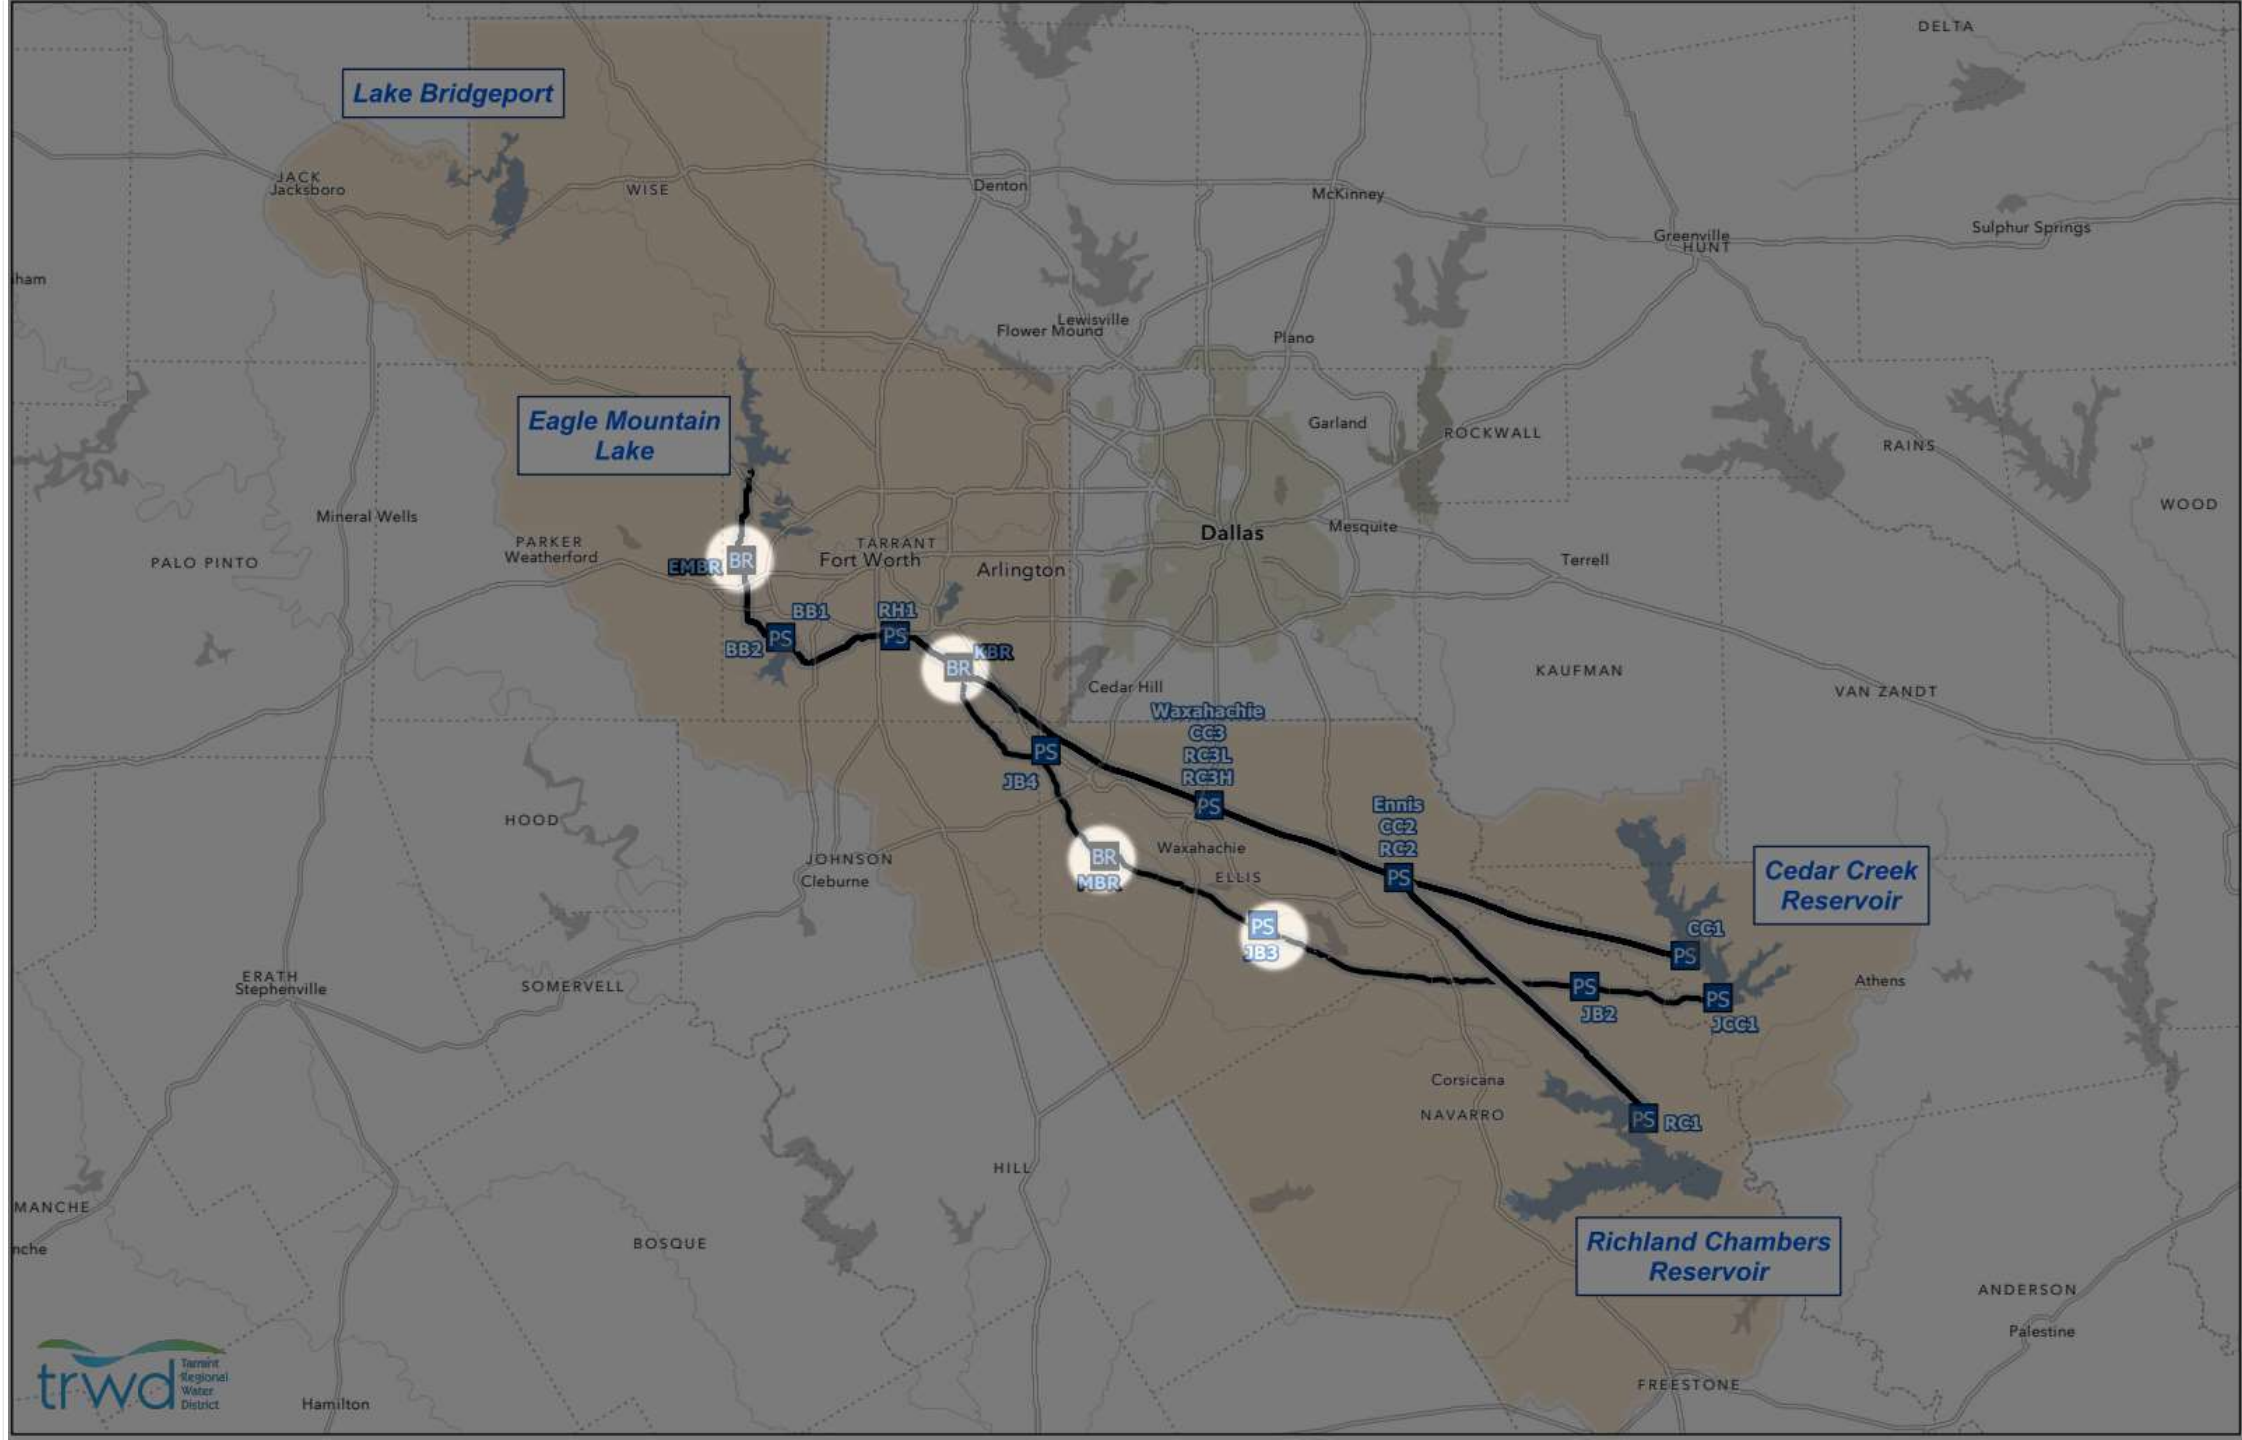 DELTA
Lake Bridgeport
JACK
Jacksboro
WISE
Denton
McKinney
Greenville
HUNT
Sulphur Springs
ham
Lewisville
Flower Mound
Plano
Eagle Mountain
Lake
Garland
ROCKWALL
RAINS
WOOD
Mineral Wells
PARKER
Weatherford
PALO PINTO
TARRANT
Fort Worth
Arlington
Dallas
Mesquite
Terrell
EMBR
BR
BB1
PS
BB2
RH1
PS
KBR
BR
Cedar Hill
KAUFMAN
VAN ZANDT
Waxahachie
CC3
RC3L
RC3H
PS
PS
JB4
Ennis
CC2
RC2
PS
HOOD
JOHNSON
Cleburne
BR
MBR
Waxahachie
ELLIS
Cedar Creek
Reservoir
PS
JB3
CC1
PS
PS
JB2
PS
JCC1
Athens
ERATH
Stephenville
SOMERVELL
Corsicana
NAVARRO
PS
RC1
HILL
MANCHE
nche
BOSQUE
Richland Chambers
Reservoir
ANDERSON
Palestine
FREESTONE
Hamilton
trwd
Tarrant
Regional
Water
District